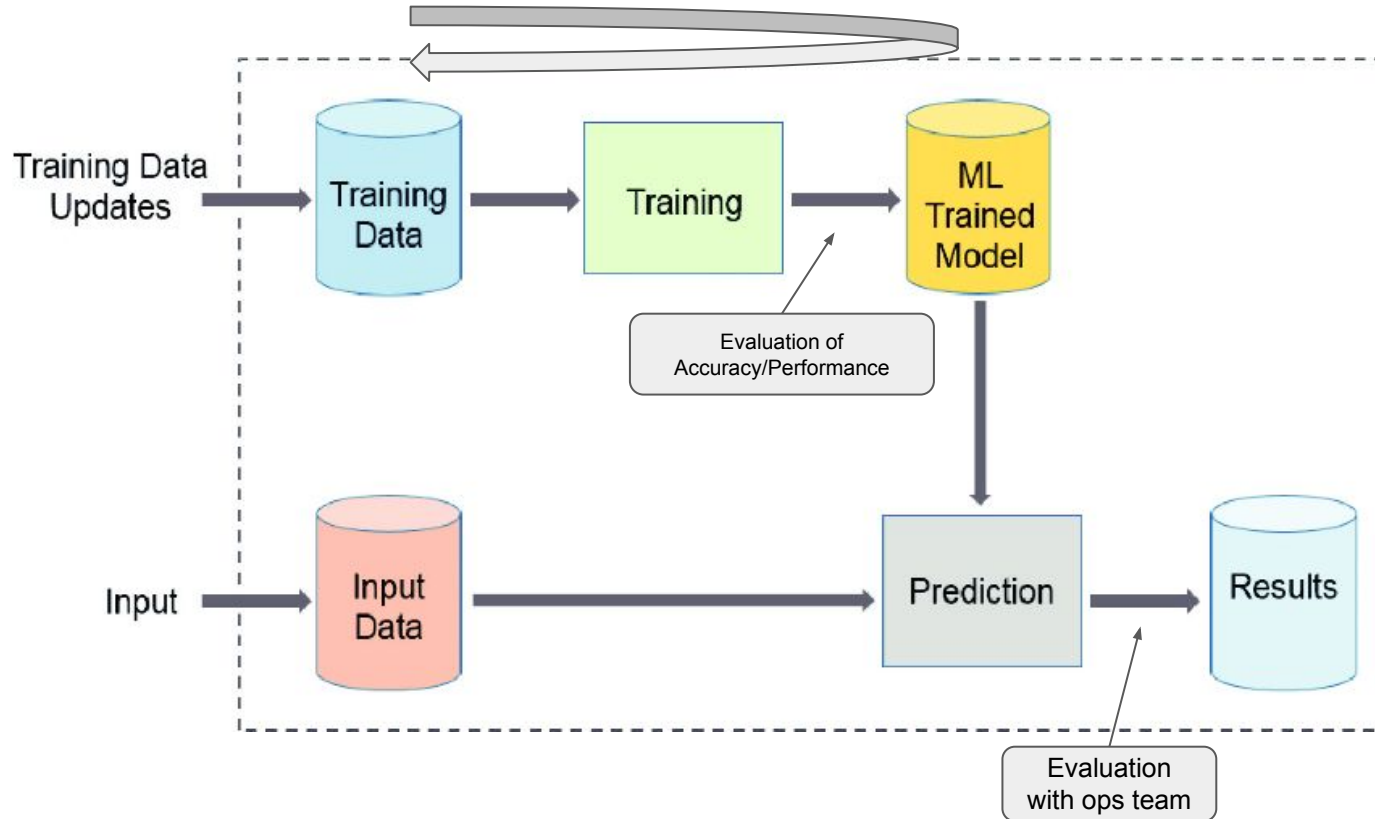 Training Data
Updates
Training
Data
Training
ML
Trained
Model
Evaluation of
Accuracy/Performance
Input
Input
Data
Prediction
Results
Evaluation
with ops team